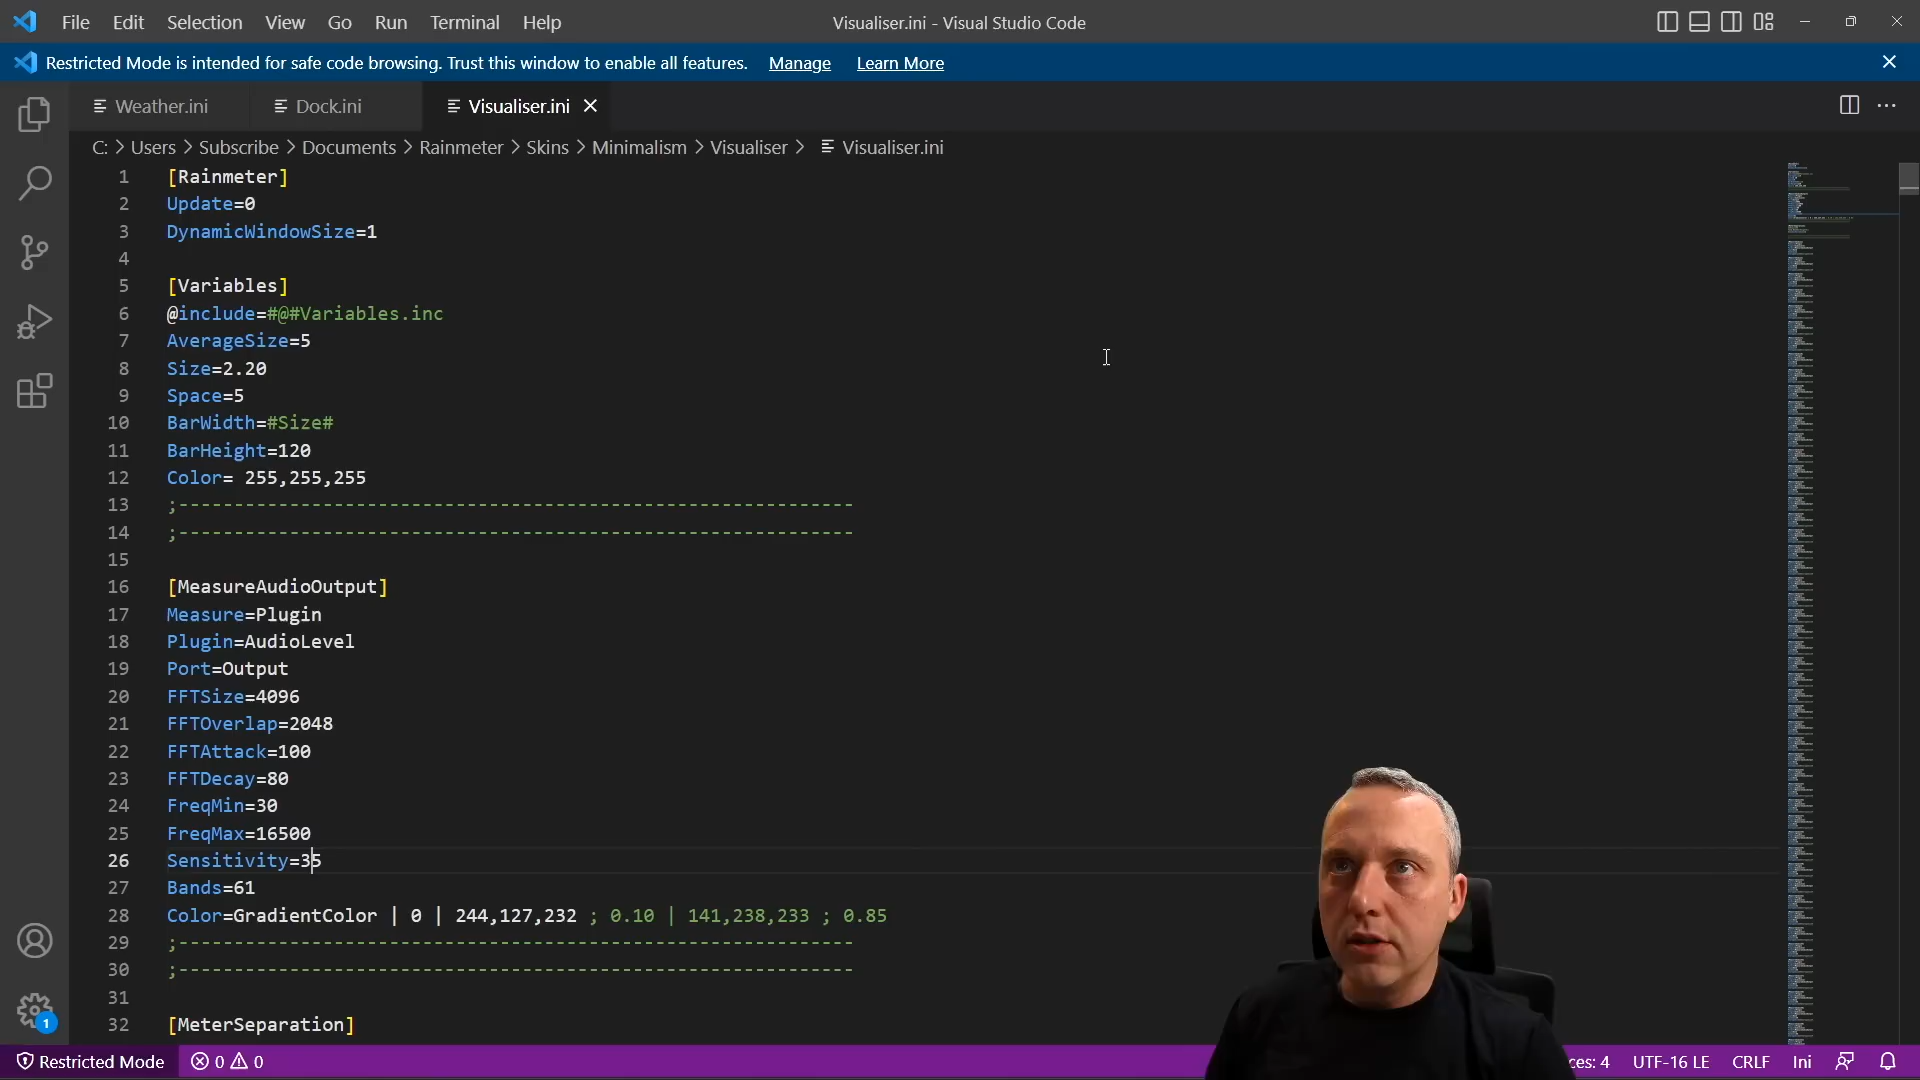 File Edit Selection View Go Run Terminal Help
Visualiser.ini - Visual Studio Code
Restricted Mode is intended for safe code browsing. Trust this window to enable all features. Manage Learn More
Weather.ini Dock.ini Visualiser.ini
C: > Users > Subscribe > Documents > Rainmeter > Skins > Minimalism > Visualiser > Visualiser.ini
1 [Rainmeter]
2 Update=0
3 DynamicWindowSize=1
4
5 [Variables]
6 @include=#@#Variables.inc
7 AverageSize=5
8 Size=2.20
9 Space=5
10 BarWidth=#Size#
11 BarHeight=120
12 Color= 255,255,255
13 ;-------------------------------------------------------------
14 ;-------------------------------------------------------------
15
16 [MeasureAudioOutput]
17 Measure=Plugin
18 Plugin=AudioLevel
19 Port=Output
20 FFTSize=4096
21 FFTOverlap=2048
22 FFTAttack=100
23 FFTDecay=80
24 FreqMin=30
25 FreqMax=16500
26 Sensitivity=35
27 Bands=61
28 Color=GradientColor | 0 | 244,127,232 ; 0.10 | 141,238,233 ; 0.85
29 ;-------------------------------------------------------------
30 ;-------------------------------------------------------------
31
32 [MeterSeparation]
1
Restricted Mode 0 0 ces: 4 UTF-16 LE CRLF Ini